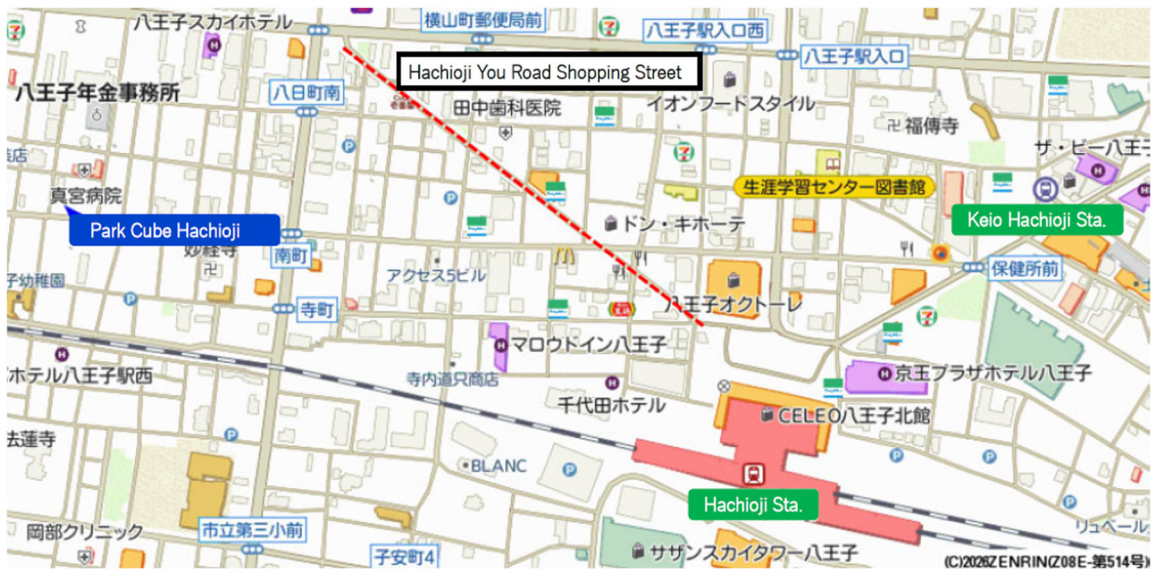 八王子スカイホテル
横山町郵便局前
八王子駅入口西
八王子駅入口
Hachioji You Road Shopping Street
八王子年金事務所
八日町南
田中歯科医院
イオンフードスタイル
福傳寺
ザ・ビー八王子
真宮病院
生涯学習センター図書館
Park Cube Hachioji
ドン・キホーテ
Keio Hachioji Sta.
妙経寺
南町
アクセス5ビル
保健所前
子幼稚園
寺町
八王子オクトーレ
マロウドイン八王子
ホテル八王子駅西
寺内道只商店
京王プラザホテル八王子
千代田ホテル
CELEO八王子北館
法蓮寺
BLANC
Hachioji Sta.
岡部クリニック
市立第三小前
子安町4
サザンスカイタワー八王子
リュベール
(C)2026ZENRIN(Z08E-第514号)